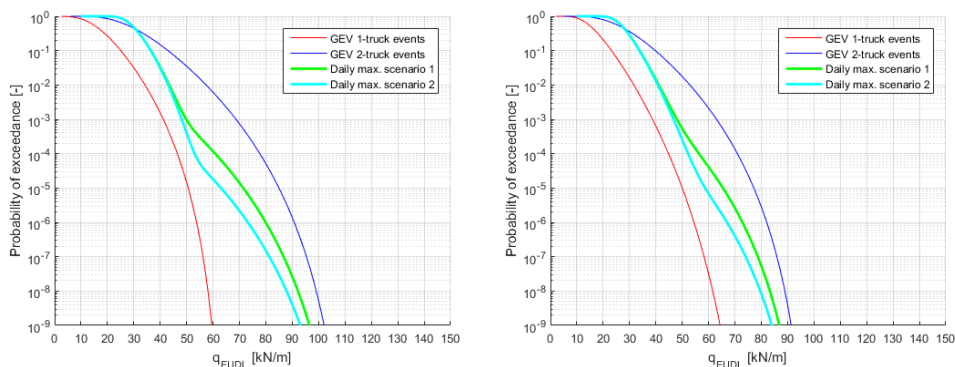 10^0
10^-1
10^-2
10^-3
10^-4
10^-5
10^-6
10^-7
10^-8
10^-9
Probability of exceedance [-]
GEV 1-truck events
GEV 2-truck events
Daily max. scenario 1
Daily max. scenario 2
0 10 20 30 40 50 60 70 80 90 100 110 120 130 140 150
q_EUDL [kN/m]
10^0
10^-1
10^-2
10^-3
10^-4
10^-5
10^-6
10^-7
10^-8
10^-9
Probability of exceedance [-]
GEV 1-truck events
GEV 2-truck events
Daily max. scenario 1
Daily max. scenario 2
0 10 20 30 40 50 60 70 80 90 100 110 120 130 140 150
q_EUDL [kN/m]